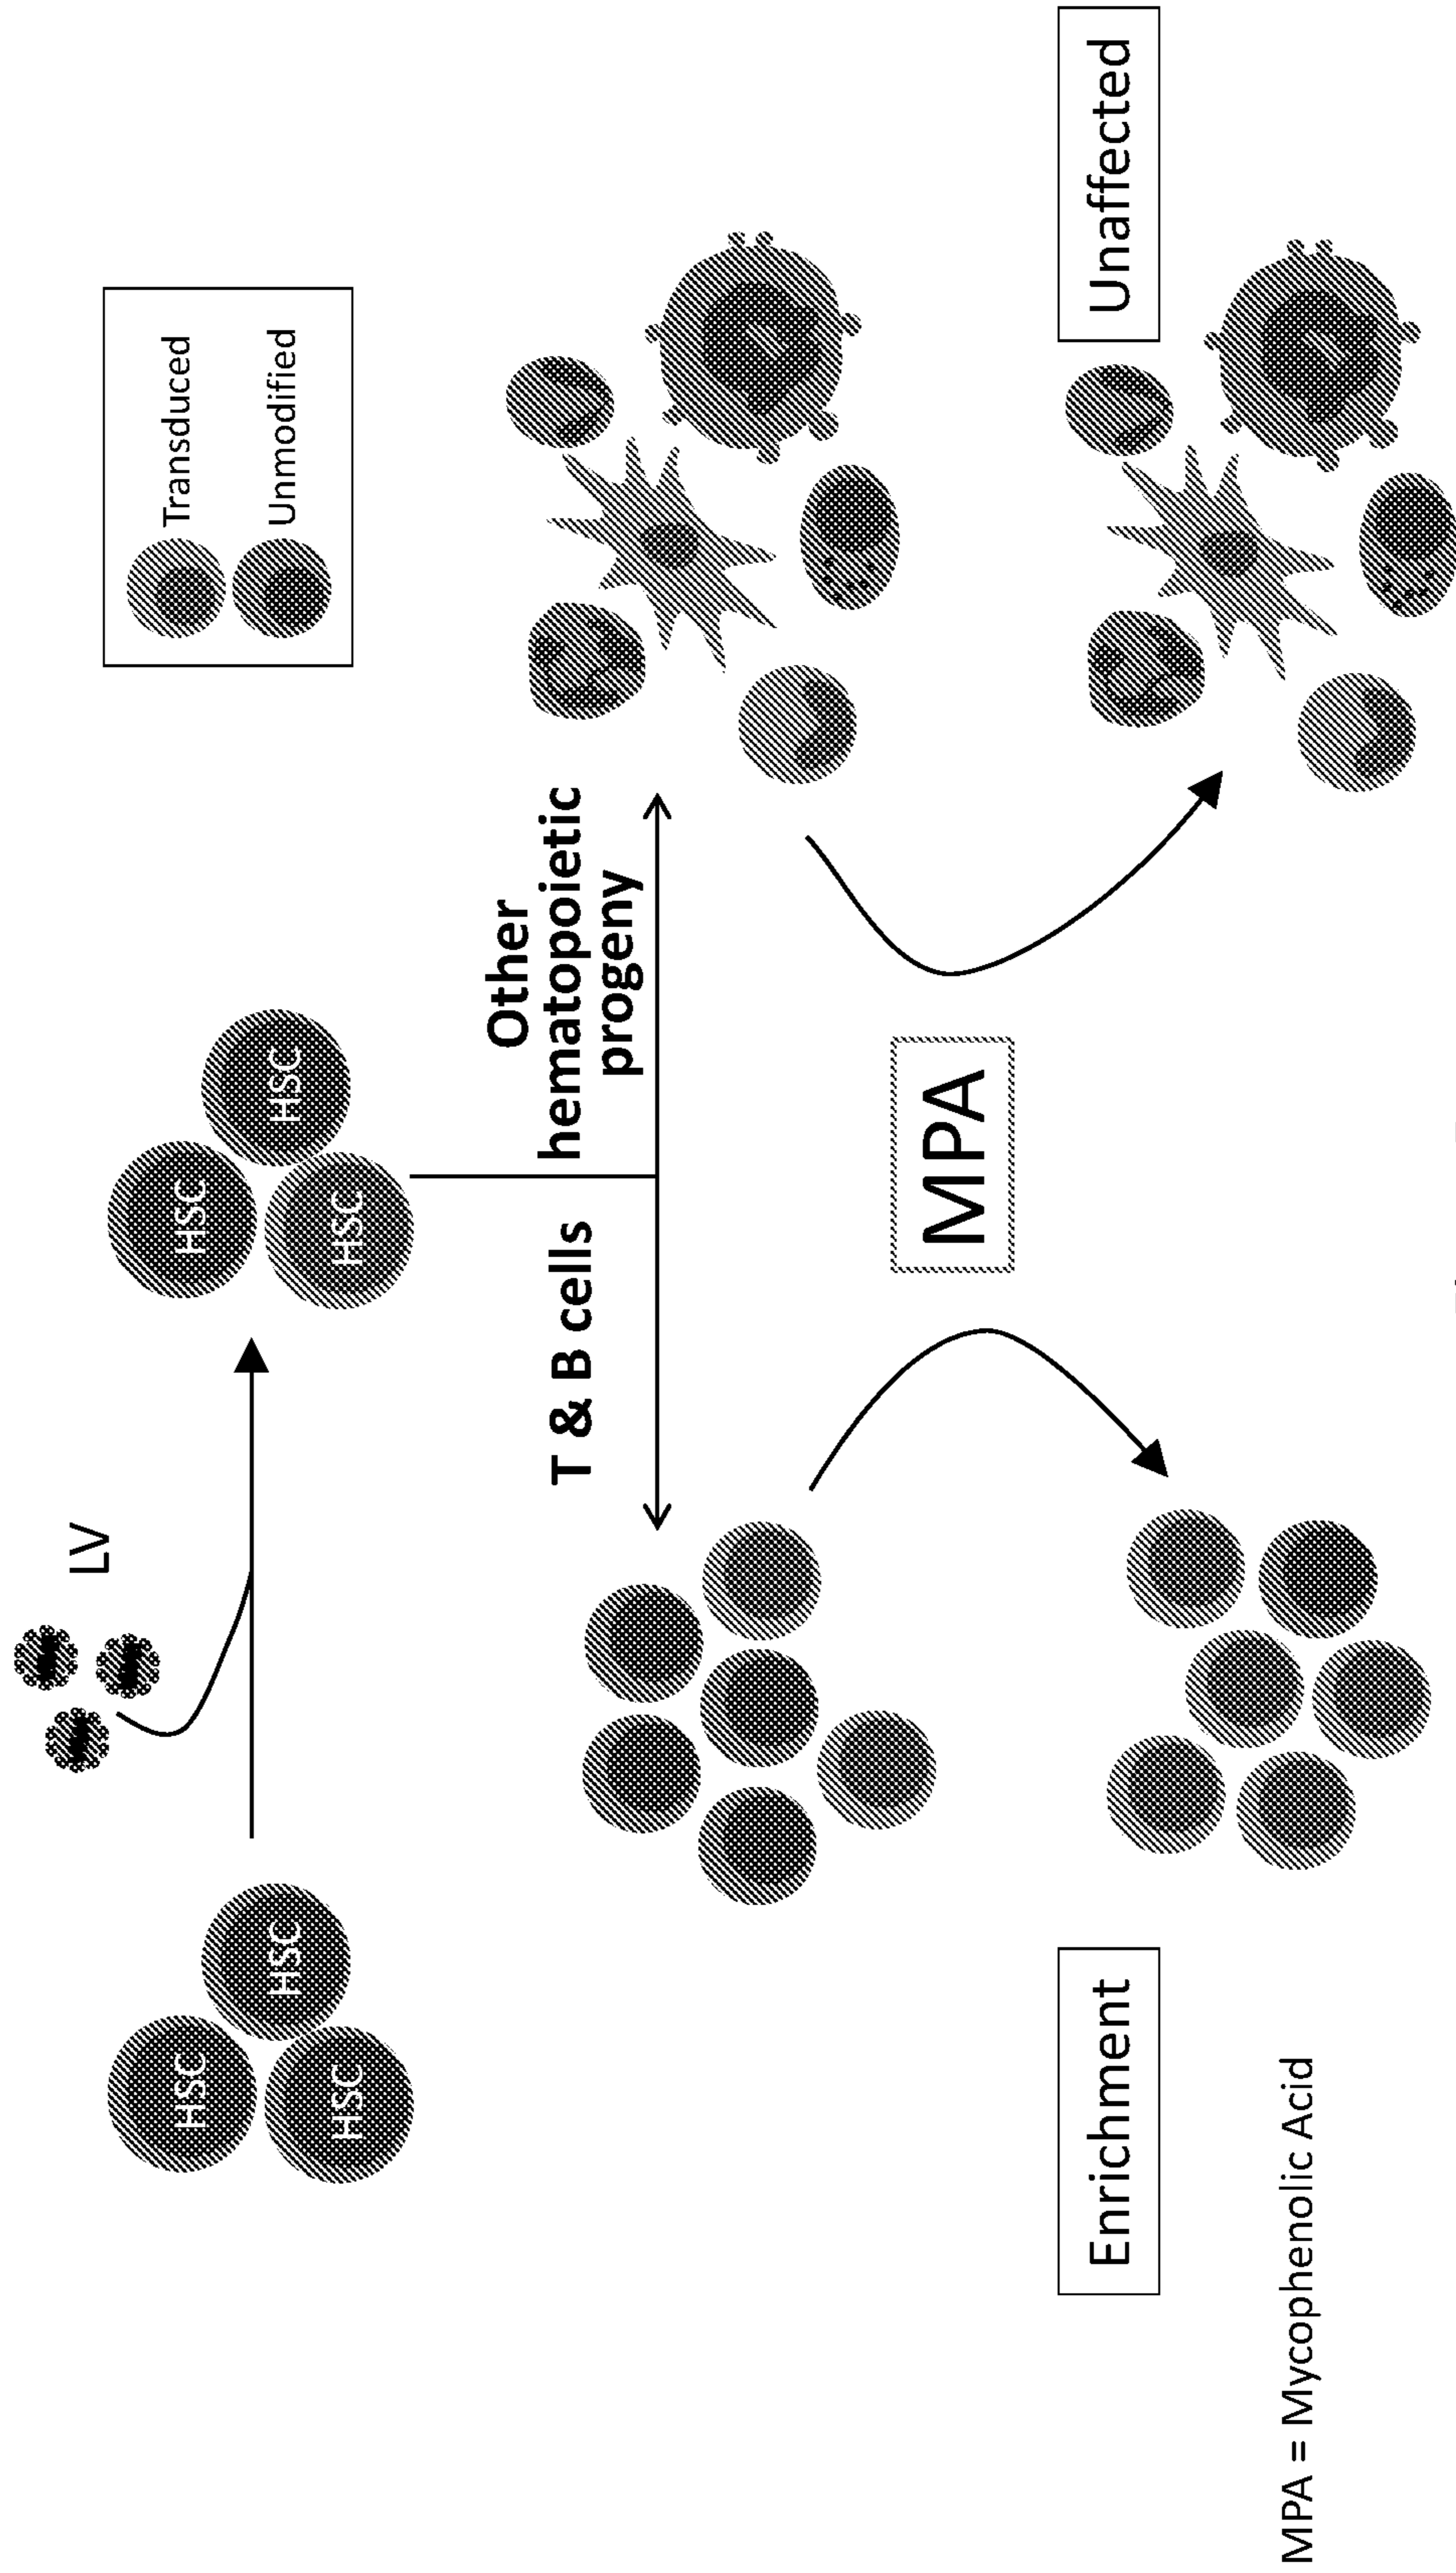 LV
Transduced
Unmodified
HSC
HSC
HSC
HSC
HSC
HSC
T & B cells
Other
hematopoietic
progeny
MPA
Enrichment
Unaffected
MPA = Mycophenolic Acid